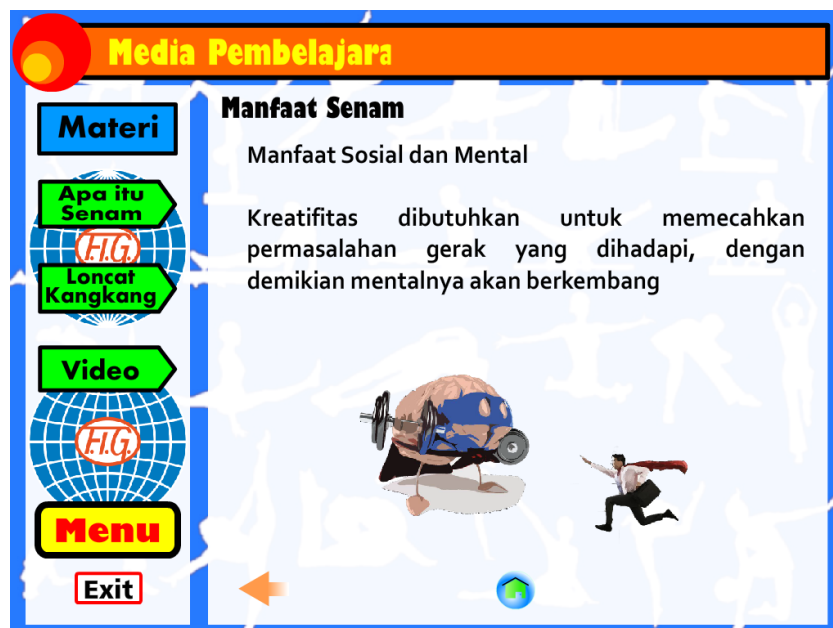 Media Pembelajara
Manfaat Senam
Materi
Manfaat Sosial dan Mental
Apa itu
Senam
Kreatifitas dibutuhkan untuk memecahkan
permasalahan gerak yang dihadapi, dengan
demikian mentalnya akan berkembang
F.I.G.
Loncat
Kangkang
Video
F.I.G.
Menu
Exit